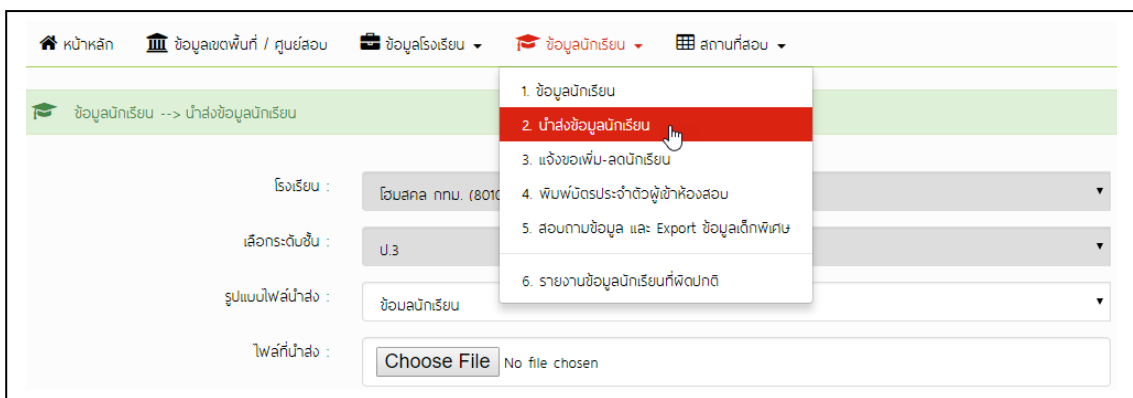 หน้าหลัก ข้อมูลเขตพื้นที่ / ศูนย์สอบ ข้อมูลโรงเรียน ข้อมูลนักเรียน สถานที่สอบ
1. ข้อมูลนักเรียน
ข้อมูลนักเรียน --> นำส่งข้อมูลนักเรียน
2. นำส่งข้อมูลนักเรียน
3. แจ้งขอเพิ่ม-ลดนักเรียน
โรงเรียน : โฮมสคูล กทม. (8010
4. พิมพ์บัตรประจำตัวผู้เข้าห้องสอบ
5. สอบถามข้อมูล และ Export ข้อมูลเด็กพิเศษ
เลือกระดับชั้น : ป.3
6. รายงานข้อมูลนักเรียนที่ผิดปกติ
รูปแบบไฟล์นำส่ง : ข้อมูลนักเรียน
ไฟล์ที่นำส่ง : Choose File No file chosen